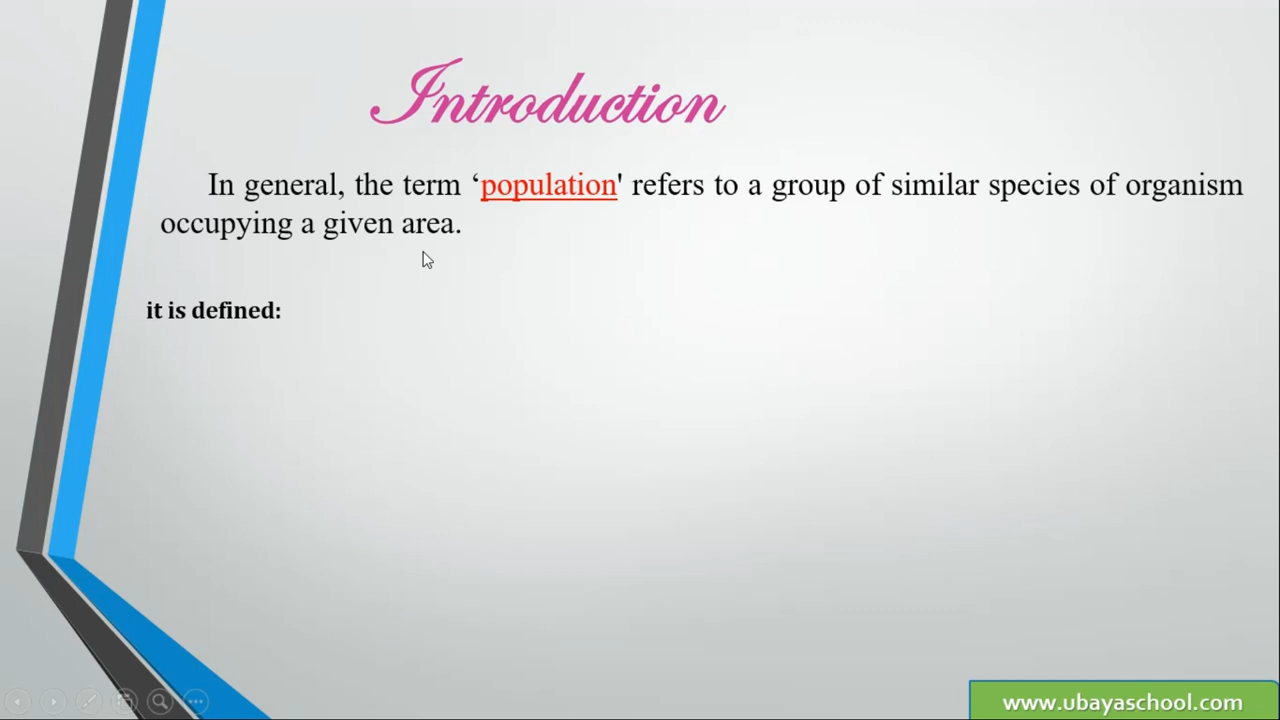 Introduction
In general, the term ‘population' refers to a group of similar species of organism
occupying a given area.
it is defined:
www.ubayaschool.com